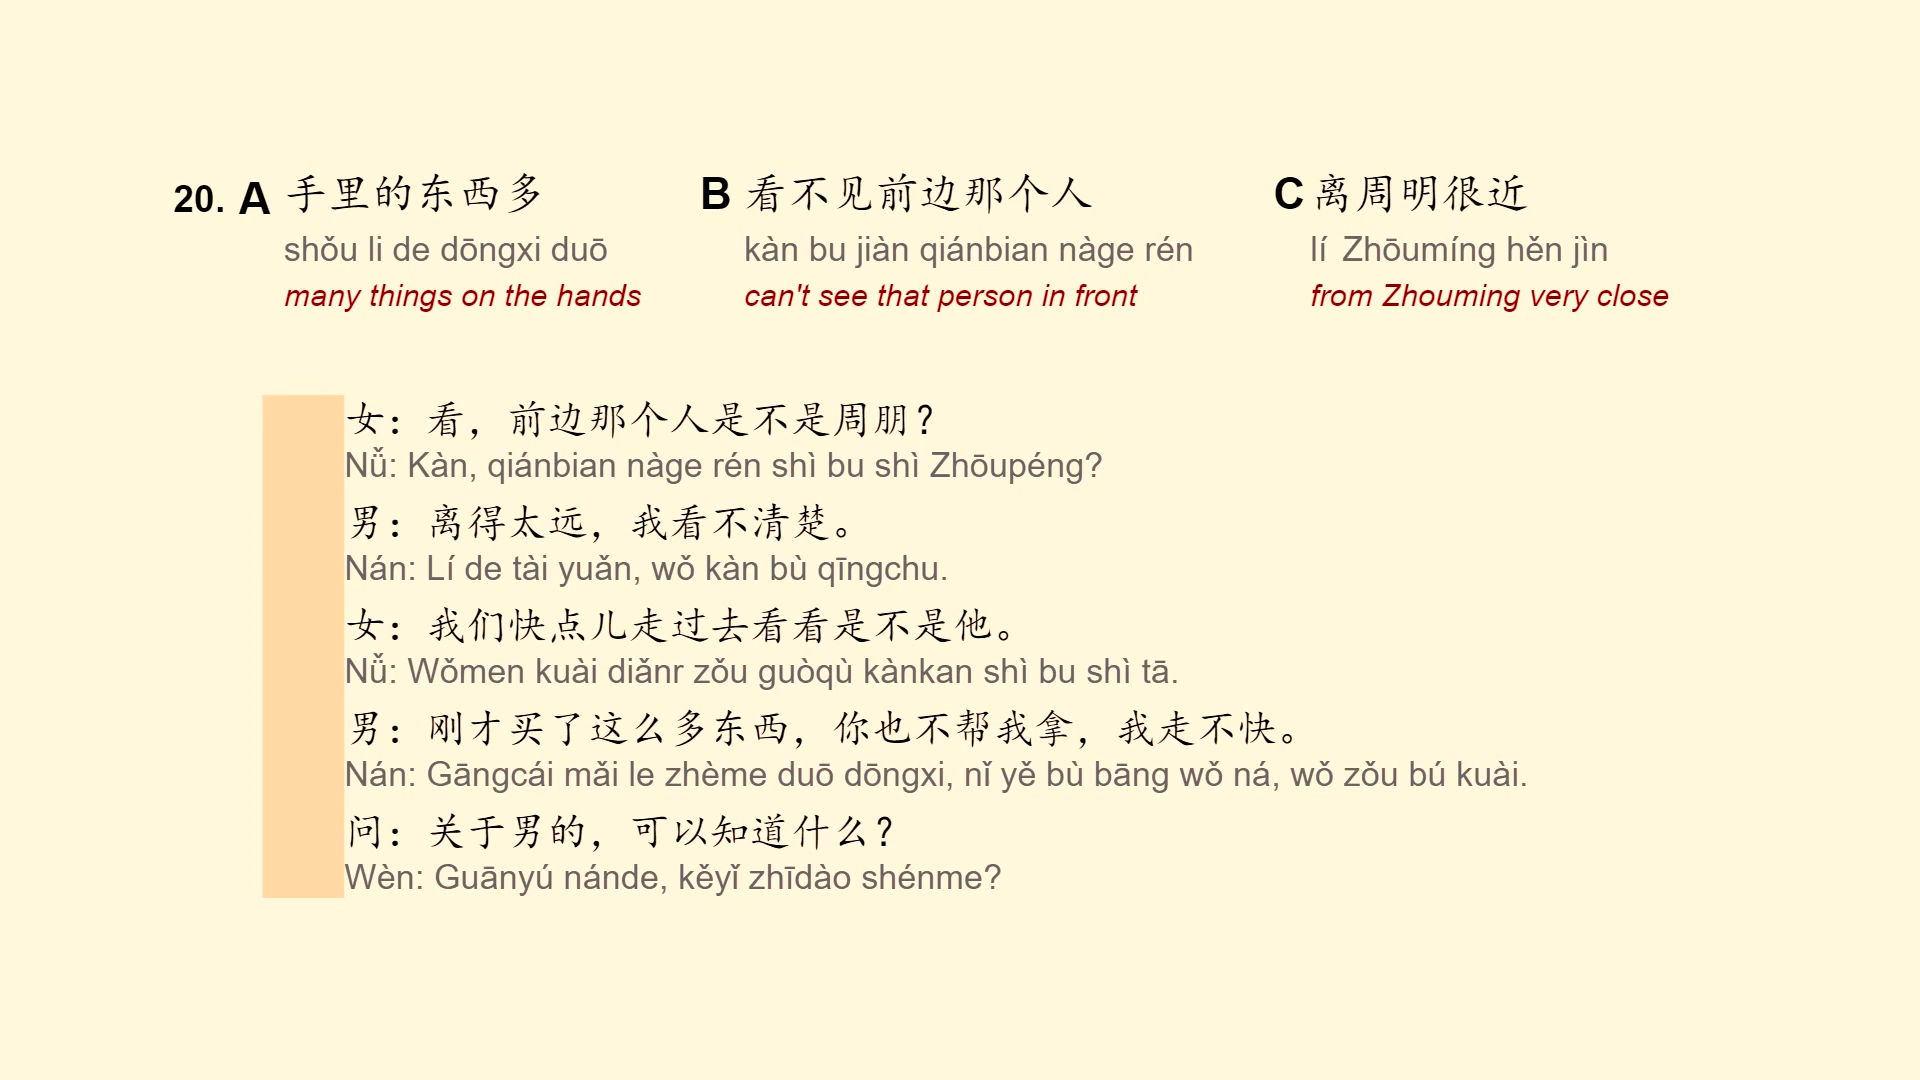 20. A 手里的东西多 B 看不见前边那个人 C 离周明很近
shǒu li de dōngxi duō kàn bu jiàn qiánbian nàge rén lí Zhōumíng hěn jìn
many things on the hands can't see that person in front from Zhouming very close
女：看，前边那个人是不是周朋？
Nǚ: Kàn, qiánbian nàge rén shì bu shì Zhōupéng?
男：离得太远，我看不清楚。
Nán: Lí de tài yuǎn, wǒ kàn bù qīngchu.
女：我们快点儿走过去看看是不是他。
Nǚ: Wǒmen kuài diǎnr zǒu guòqù kànkan shì bu shì tā.
男：刚才买了这么多东西，你也不帮我拿，我走不快。
Nán: Gāngcái mǎi le zhème duō dōngxi, nǐ yě bù bāng wǒ ná, wǒ zǒu bú kuài.
问：关于男的，可以知道什么？
Wèn: Guānyú nánde, kěyǐ zhīdào shénme?